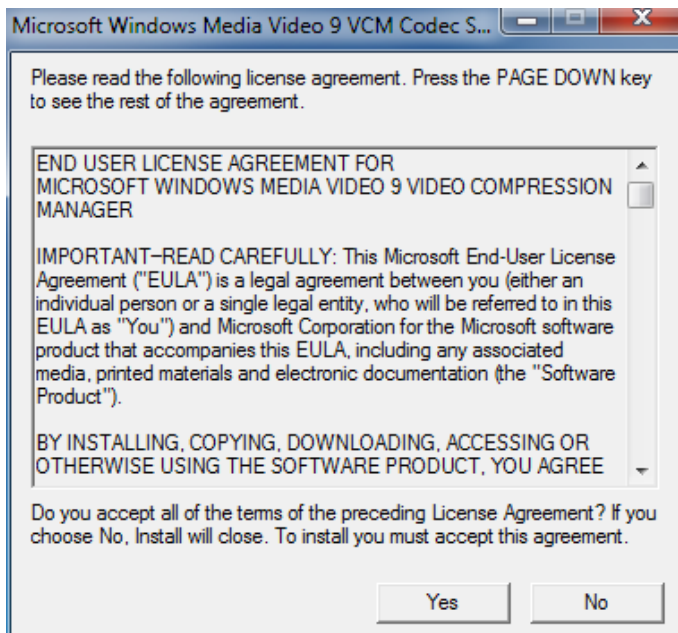 Microsoft Windows Media Video 9 VCM Codec S...
Please read the following license agreement. Press the PAGE DOWN key
to see the rest of the agreement.
END USER LICENSE AGREEMENT FOR
MICROSOFT WINDOWS MEDIA VIDEO 9 VIDEO COMPRESSION
MANAGER
IMPORTANT–READ CAREFULLY: This Microsoft End-User License
Agreement ("EULA") is a legal agreement between you (either an
individual person or a single legal entity, who will be referred to in this
EULA as "You") and Microsoft Corporation for the Microsoft software
product that accompanies this EULA, including any associated
media, printed materials and electronic documentation (the "Software
Product").
BY INSTALLING, COPYING, DOWNLOADING, ACCESSING OR
OTHERWISE USING THE SOFTWARE PRODUCT, YOU AGREE
Do you accept all of the terms of the preceding License Agreement? If you
choose No, Install will close. To install you must accept this agreement.
Yes No